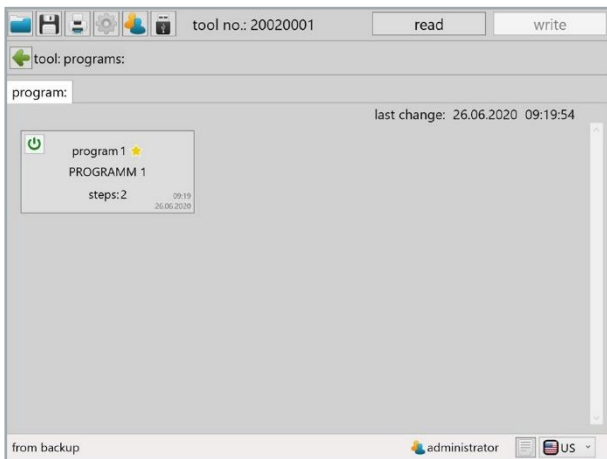 tool no.: 20020001 read write
tool: programs:
program:
last change: 26.06.2020 09:19:54
program 1
PROGRAMM 1
steps: 2
09:19
26.06.2020
from backup administrator US